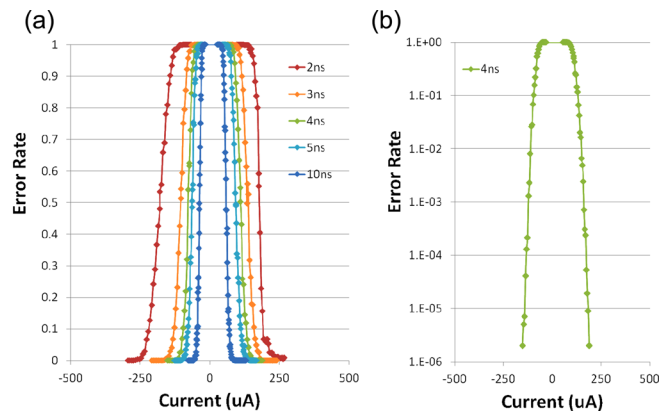 (a)
Error Rate
1
0.9
0.8
0.7
0.6
0.5
0.4
0.3
0.2
0.1
0
-500
-250
0
250
500
Current (uA)
2ns
3ns
4ns
5ns
10ns
(b)
Error Rate
1.E+00
1.E-01
1.E-02
1.E-03
1.E-04
1.E-05
1.E-06
-500
-250
0
250
500
Current (uA)
4ns